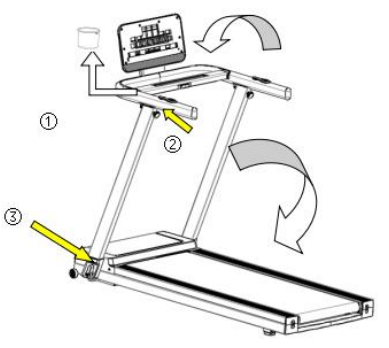 ①
②
③